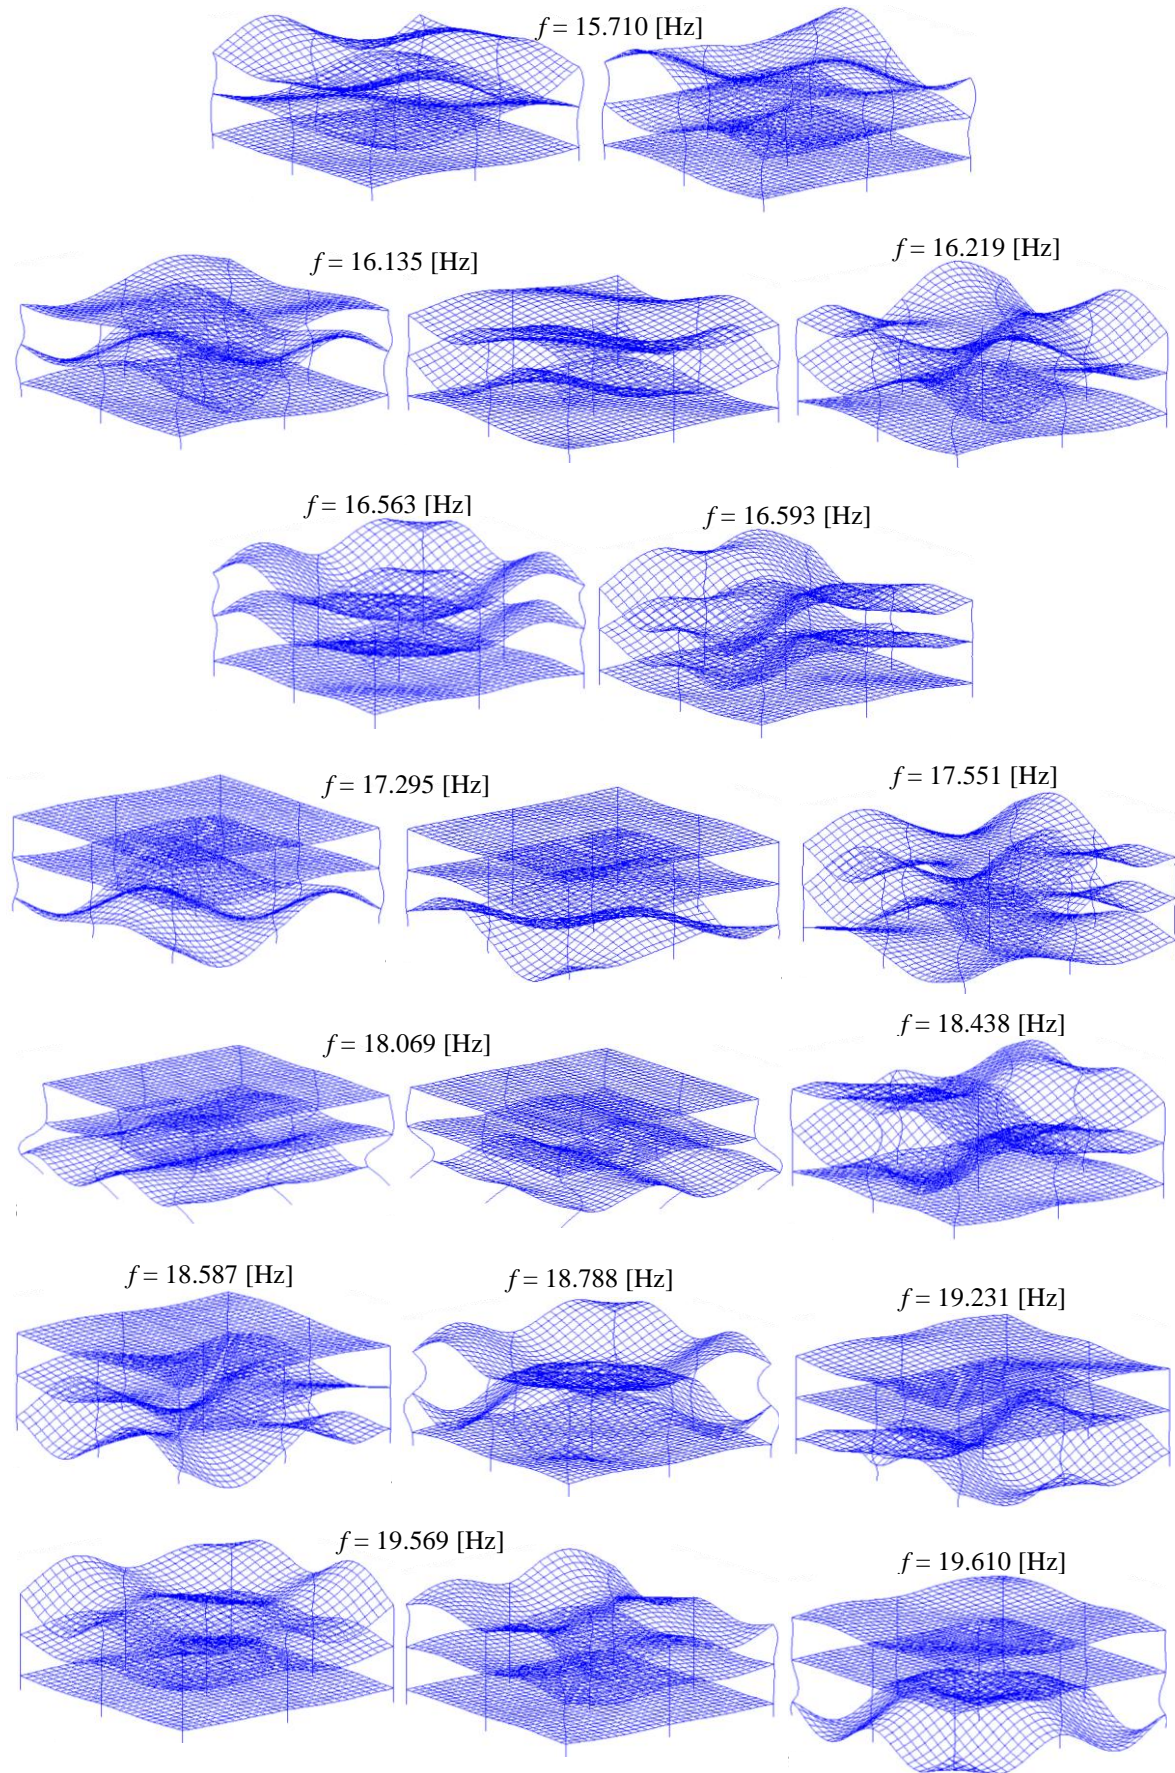 f = 15.710 [Hz]
f = 16.135 [Hz]
f = 16.219 [Hz]
f = 16.563 [Hz]
f = 16.593 [Hz]
f = 17.295 [Hz]
f = 17.551 [Hz]
f = 18.069 [Hz]
f = 18.438 [Hz]
f = 18.587 [Hz]
f = 18.788 [Hz]
f = 19.231 [Hz]
f = 19.569 [Hz]
f = 19.610 [Hz]